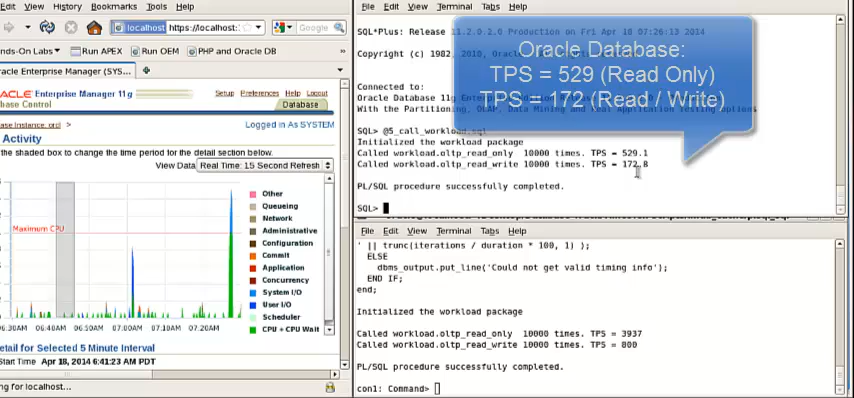 dit View History Bookmarks Tools Help
localhost https://localhost: Google
nds-On Labs Run APEX Run OEM PHP and Oracle DB
racle Enterprise Manager (SYS...
ORACLE Enterprise Manager 11g
base Control
Setup Preferences Help Logout
Database
base Instance: orcl >
Logged in As SYSTEM
Activity
the shaded box to change the time period for the detail section below.
View Data Real Time: 15 Second Refresh
Maximum CPU
Other
Queueing
Network
Administrative
Configuration
Commit
Application
Concurrency
System I/O
User I/O
Scheduler
CPU + CPU Wait
6:30AM 06:40AM 06:50AM 07:00AM 07:10AM 07:20AM
etail for Selected 5 Minute Interval
Start Time Apr 18, 2014 6:41:23 AM PDT
ng for localhost...
File Edit View Terminal Tabs Help
SQL*Plus: Release 11.2.0.2.0 Production on Fri Apr 18 07:26:13 2014
Copyright (c) 1982, 2010, Oracle.
Connected to:
Oracle Database 11g
With the Partitioning, OLAP, Data Mining and Real Application Testing options
Oracle Database:
TPS = 529 (Read Only)
TPS = 172 (Read / Write)
SQL> @5_call_workload.sql
Initialized the workload package
Called workload.oltp_read_only 10000 times. TPS = 529.1
Called workload.oltp_read_write 10000 times. TPS = 172.8
PL/SQL procedure successfully completed.
SQL>
File Edit View Terminal Tabs Help
' || trunc(iterations / duration * 100, 1) );
ELSE
dbms_output.put_line('Could not get valid timing info');
END IF;
end;
Initialized the workload package
Called workload.oltp_read_only 10000 times. TPS = 3937
Called workload.oltp_read_write 10000 times. TPS = 800
PL/SQL procedure successfully completed.
con1: Command>